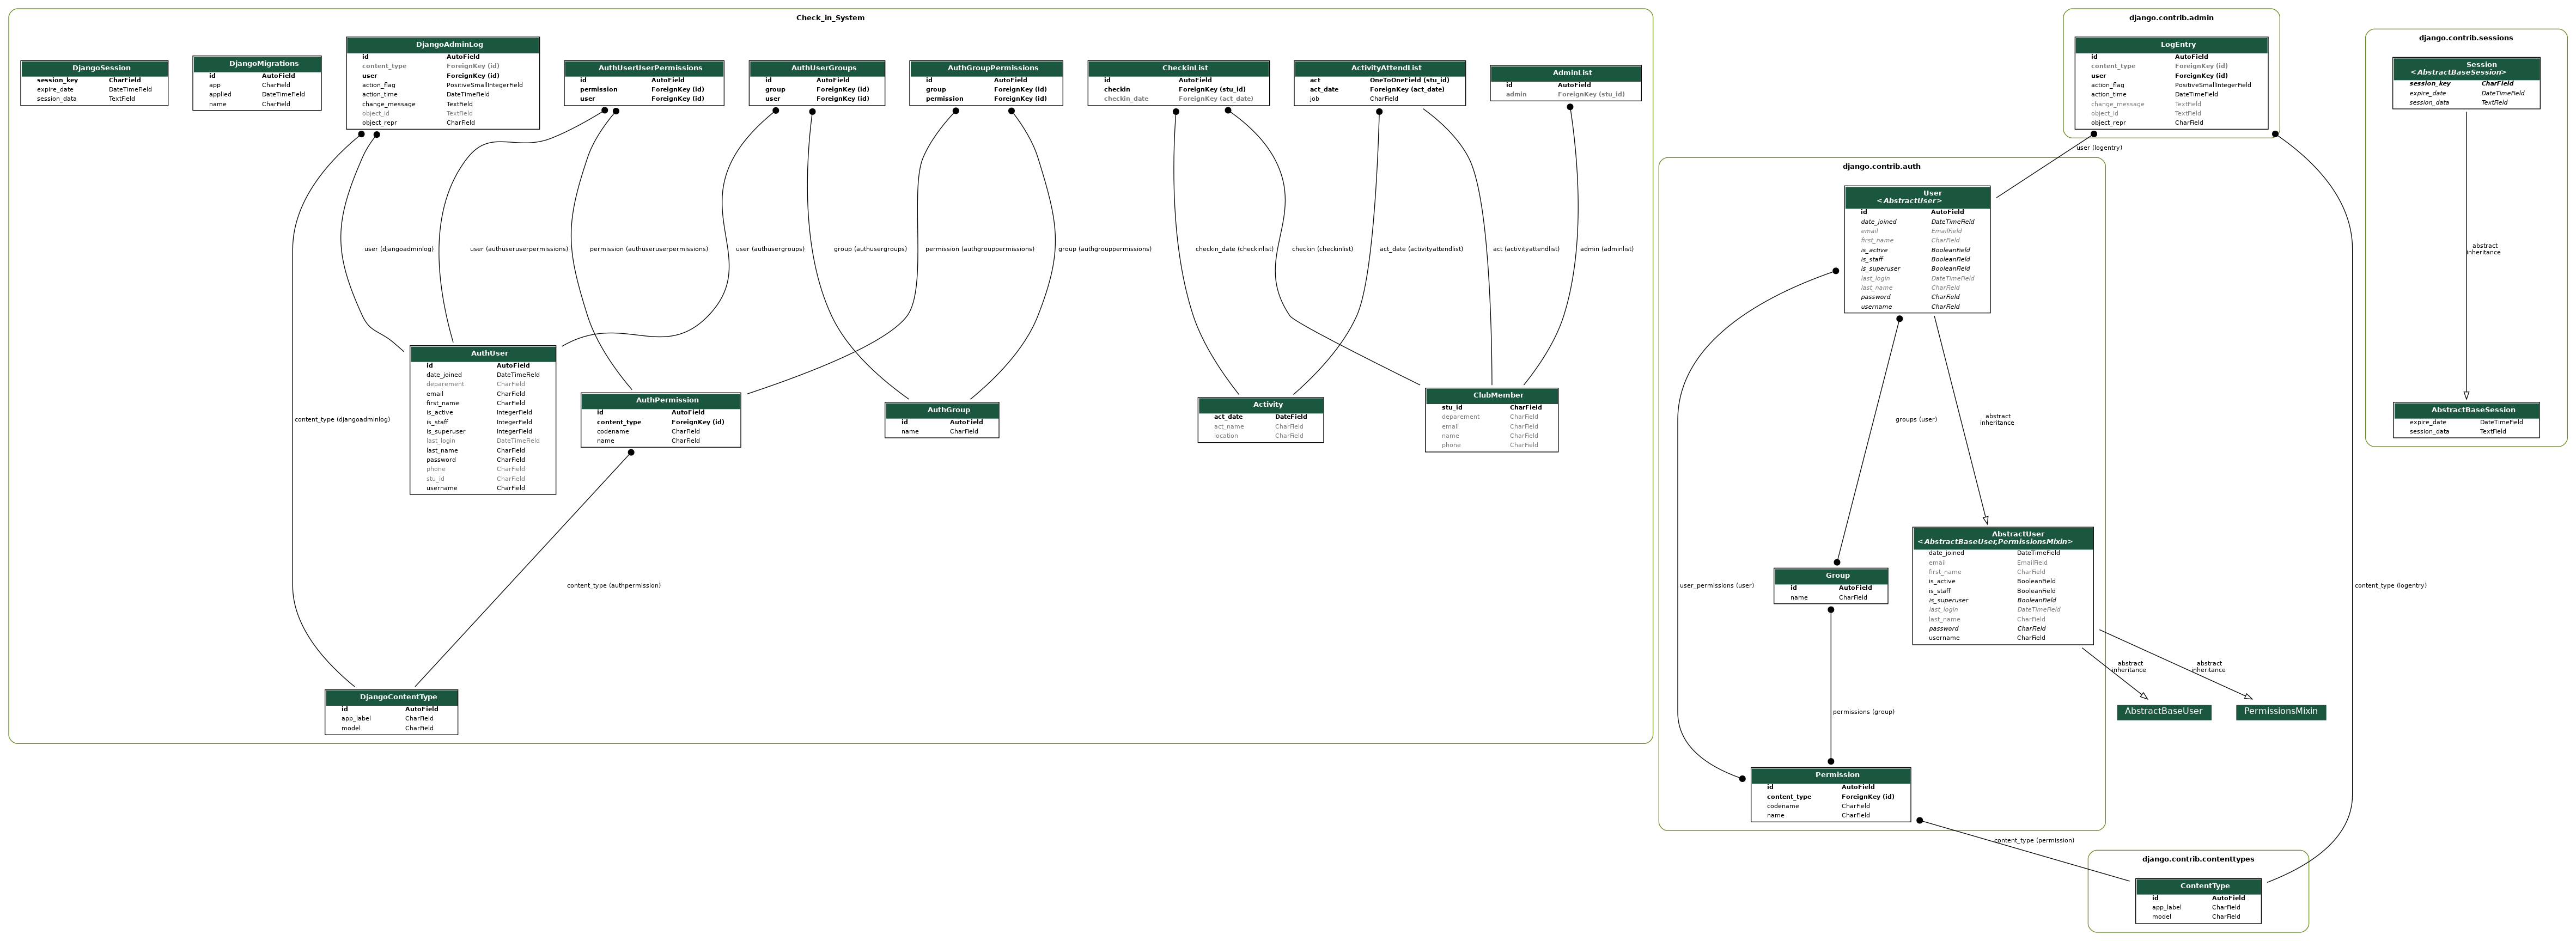 Check_in_System
DjangoSession
session_key CharField
expire_date DateTimeField
session_data TextField
DjangoMigrations
id AutoField
app CharField
applied DateTimeField
name CharField
DjangoAdminLog
id AutoField
content_type ForeignKey (id)
user ForeignKey (id)
action_flag PositiveSmallIntegerField
action_time DateTimeField
change_message TextField
object_id TextField
object_repr CharField
AuthUserUserPermissions
id AutoField
permission ForeignKey (id)
user ForeignKey (id)
AuthUserGroups
id AutoField
group ForeignKey (id)
user ForeignKey (id)
AuthGroupPermissions
id AutoField
group ForeignKey (id)
permission ForeignKey (id)
CheckinList
id AutoField
checkin ForeignKey (stu_id)
checkin_date ForeignKey (act_date)
ActivityAttendList
act OneToOneField (stu_id)
act_date ForeignKey (act_date)
job CharField
AdminList
id AutoField
admin ForeignKey (stu_id)
user (djangoadminlog)
user (authuseruserpermissions)
permission (authuseruserpermissions)
user (authusergroups)
group (authusergroups)
permission (authgrouppermissions)
group (authgrouppermissions)
checkin_date (checkinlist)
checkin (checkinlist)
act_date (activityattendlist)
act (activityattendlist)
admin (adminlist)
AuthUser
id AutoField
date_joined DateTimeField
deparement CharField
email CharField
first_name CharField
is_active IntegerField
is_staff IntegerField
is_superuser IntegerField
last_login DateTimeField
last_name CharField
password CharField
phone CharField
stu_id CharField
username CharField
AuthPermission
id AutoField
content_type ForeignKey (id)
codename CharField
name CharField
AuthGroup
id AutoField
name CharField
Activity
act_date DateField
act_name CharField
location CharField
ClubMember
stu_id CharField
deparement CharField
email CharField
name CharField
phone CharField
content_type (djangoadminlog)
content_type (authpermission)
DjangoContentType
id AutoField
app_label CharField
model CharField
django.contrib.admin
LogEntry
id AutoField
content_type ForeignKey (id)
user ForeignKey (id)
action_flag PositiveSmallIntegerField
action_time DateTimeField
change_message TextField
object_id TextField
object_repr CharField
user (logentry)
django.contrib.auth
User
<AbstractUser>
id AutoField
date_joined DateTimeField
email EmailField
first_name CharField
is_active BooleanField
is_staff BooleanField
is_superuser BooleanField
last_login DateTimeField
last_name CharField
password CharField
username CharField
groups (user)
abstract
inheritance
AbstractUser
<AbstractBaseUser,PermissionsMixin>
date_joined DateTimeField
email EmailField
first_name CharField
is_active BooleanField
is_staff BooleanField
is_superuser BooleanField
last_login DateTimeField
last_name CharField
password CharField
username CharField
user_permissions (user)
Group
id AutoField
name CharField
permissions (group)
abstract
inheritance
abstract
inheritance
AbstractBaseUser
PermissionsMixin
Permission
id AutoField
content_type ForeignKey (id)
codename CharField
name CharField
content_type (permission)
content_type (logentry)
django.contrib.contenttypes
ContentType
id AutoField
app_label CharField
model CharField
django.contrib.sessions
Session
<AbstractBaseSession>
session_key CharField
expire_date DateTimeField
session_data TextField
abstract
inheritance
AbstractBaseSession
expire_date DateTimeField
session_data TextField